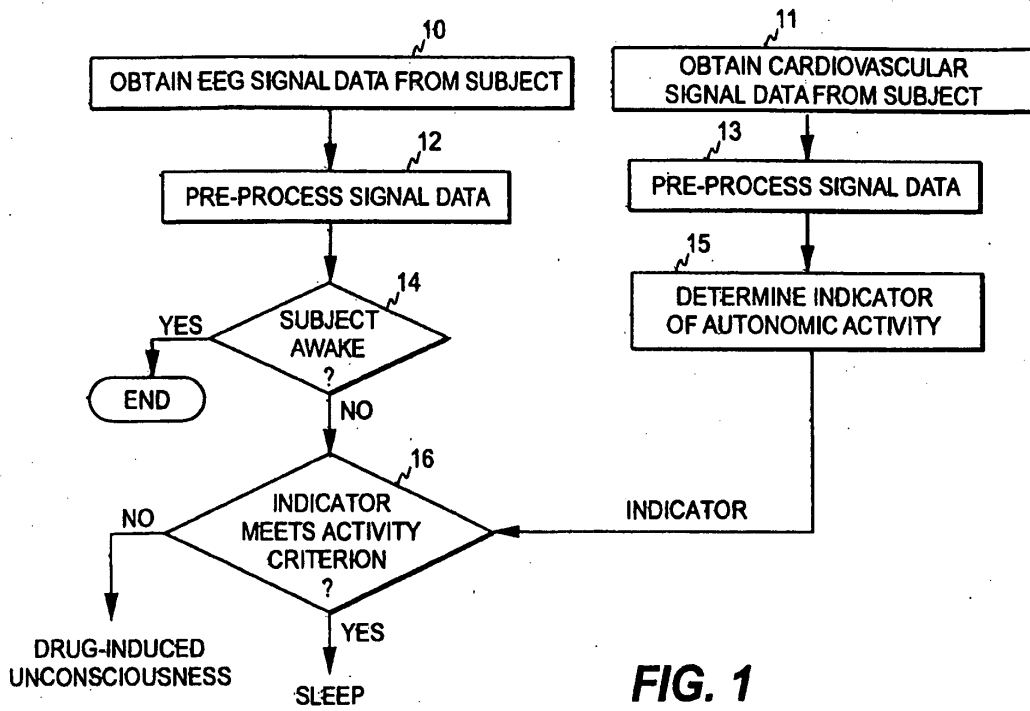 10
OBTAIN EEG SIGNAL DATA FROM SUBJECT
12
PRE-PROCESS SIGNAL DATA
14
SUBJECT
AWAKE
?
YES
END
NO
16
INDICATOR
MEETS ACTIVITY
CRITERION
?
NO
DRUG-INDUCED
UNCONSCIOUSNESS
YES
SLEEP
11
OBTAIN CARDIOVASCULAR
SIGNAL DATA FROM SUBJECT
13
PRE-PROCESS SIGNAL DATA
15
DETERMINE INDICATOR
OF AUTONOMIC ACTIVITY
INDICATOR
FIG. 1